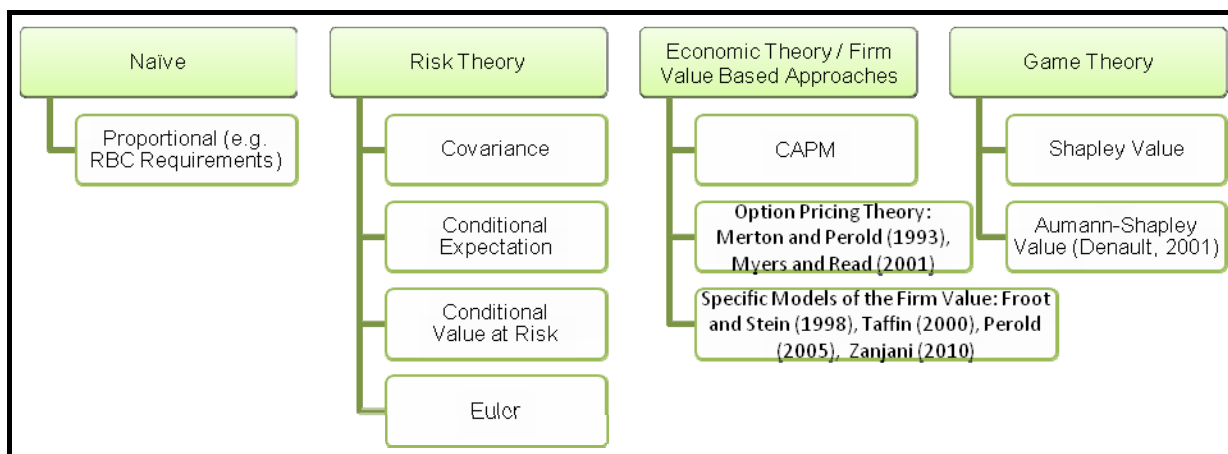 Naïve
Proportional (e.g.
RBC Requirements)
Risk Theory
Covariance
Conditional
Expectation
Conditional
Value at Risk
Euler
Economic Theory / Firm
Value Based Approaches
CAPM
Option Pricing Theory:
Merton and Perold (1993),
Myers and Read (2001)
Specific Models of the Firm Value: Froot
and Stein (1998), Taffin (2000), Perold
(2005), Zanjani (2010)
Game Theory
Shapley Value
Aumann-Shapley
Value (Denault, 2001)